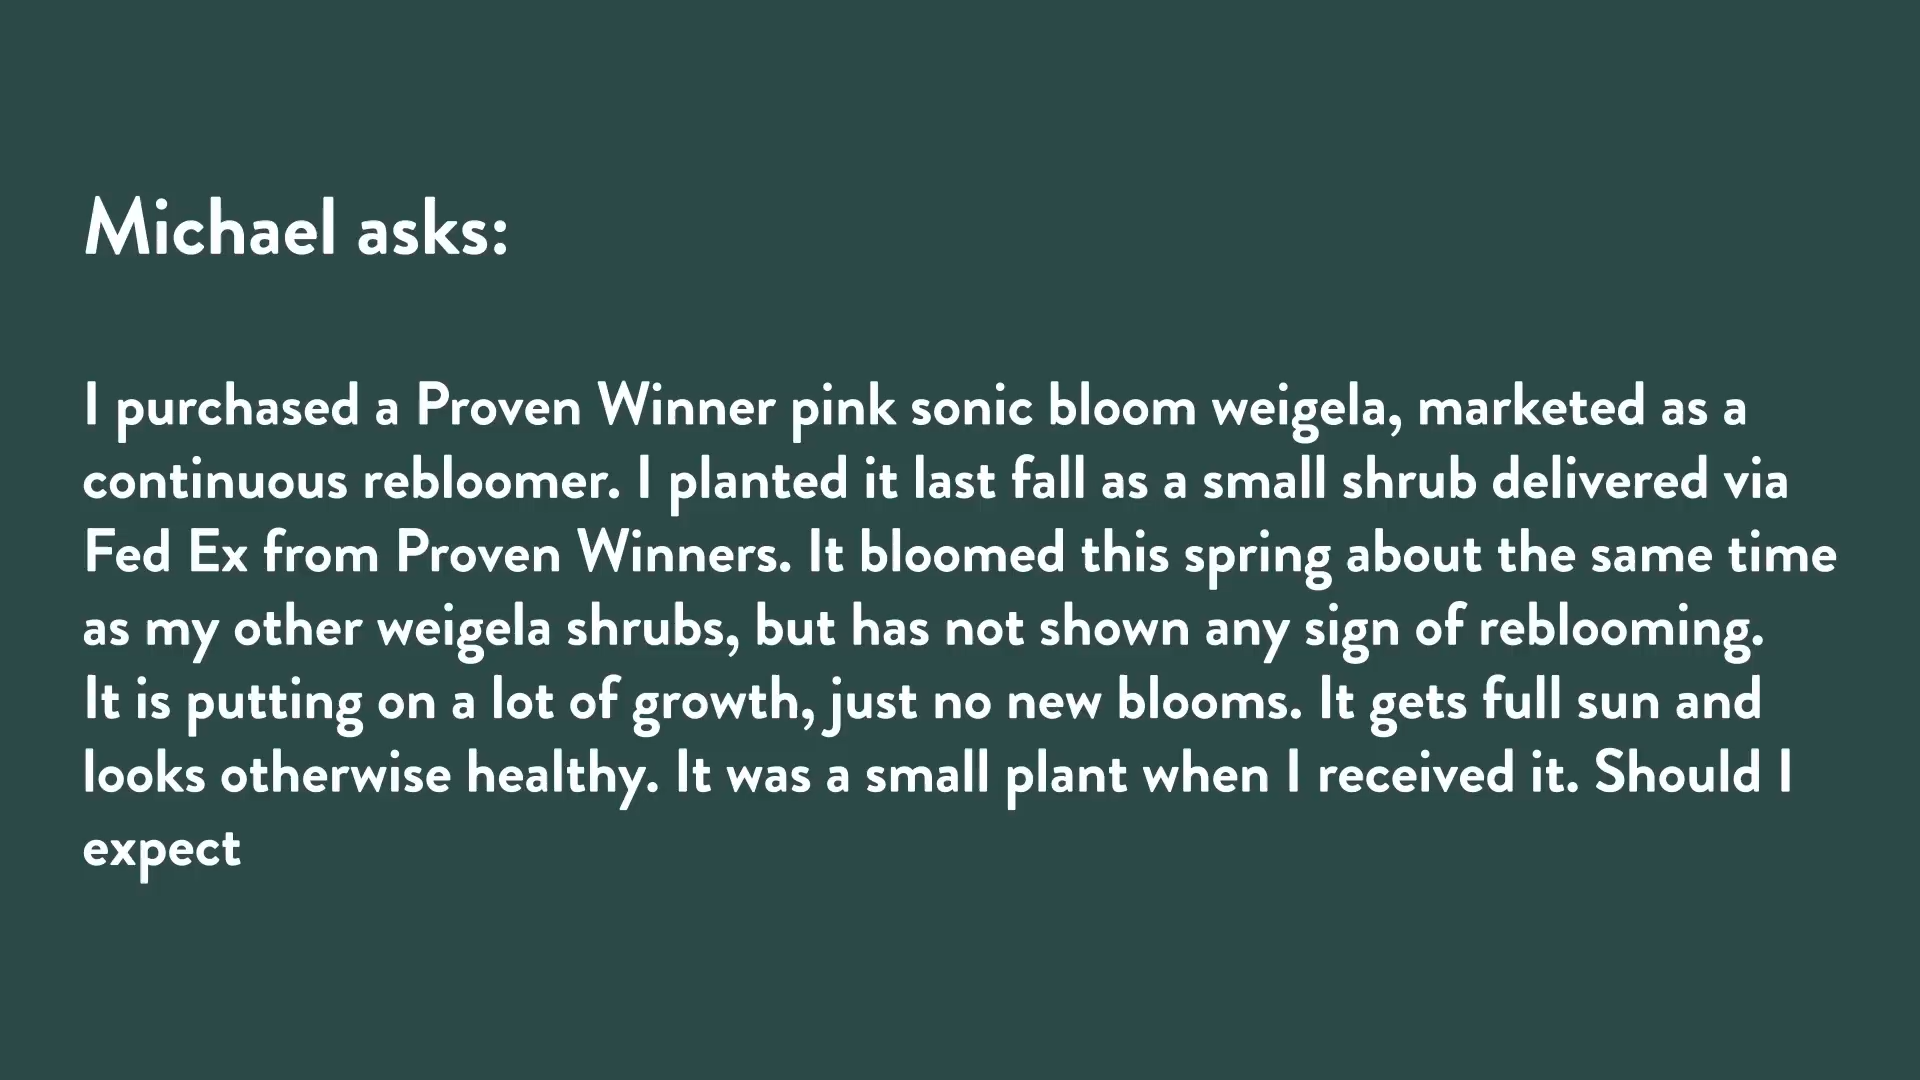 Michael asks:
I purchased a Proven Winner pink sonic bloom weigela, marketed as a
continuous rebloomer. I planted it last fall as a small shrub delivered via
Fed Ex from Proven Winners. It bloomed this spring about the same time
as my other weigela shrubs, but has not shown any sign of reblooming.
It is putting on a lot of growth, just no new blooms. It gets full sun and
looks otherwise healthy. It was a small plant when I received it. Should I
expect